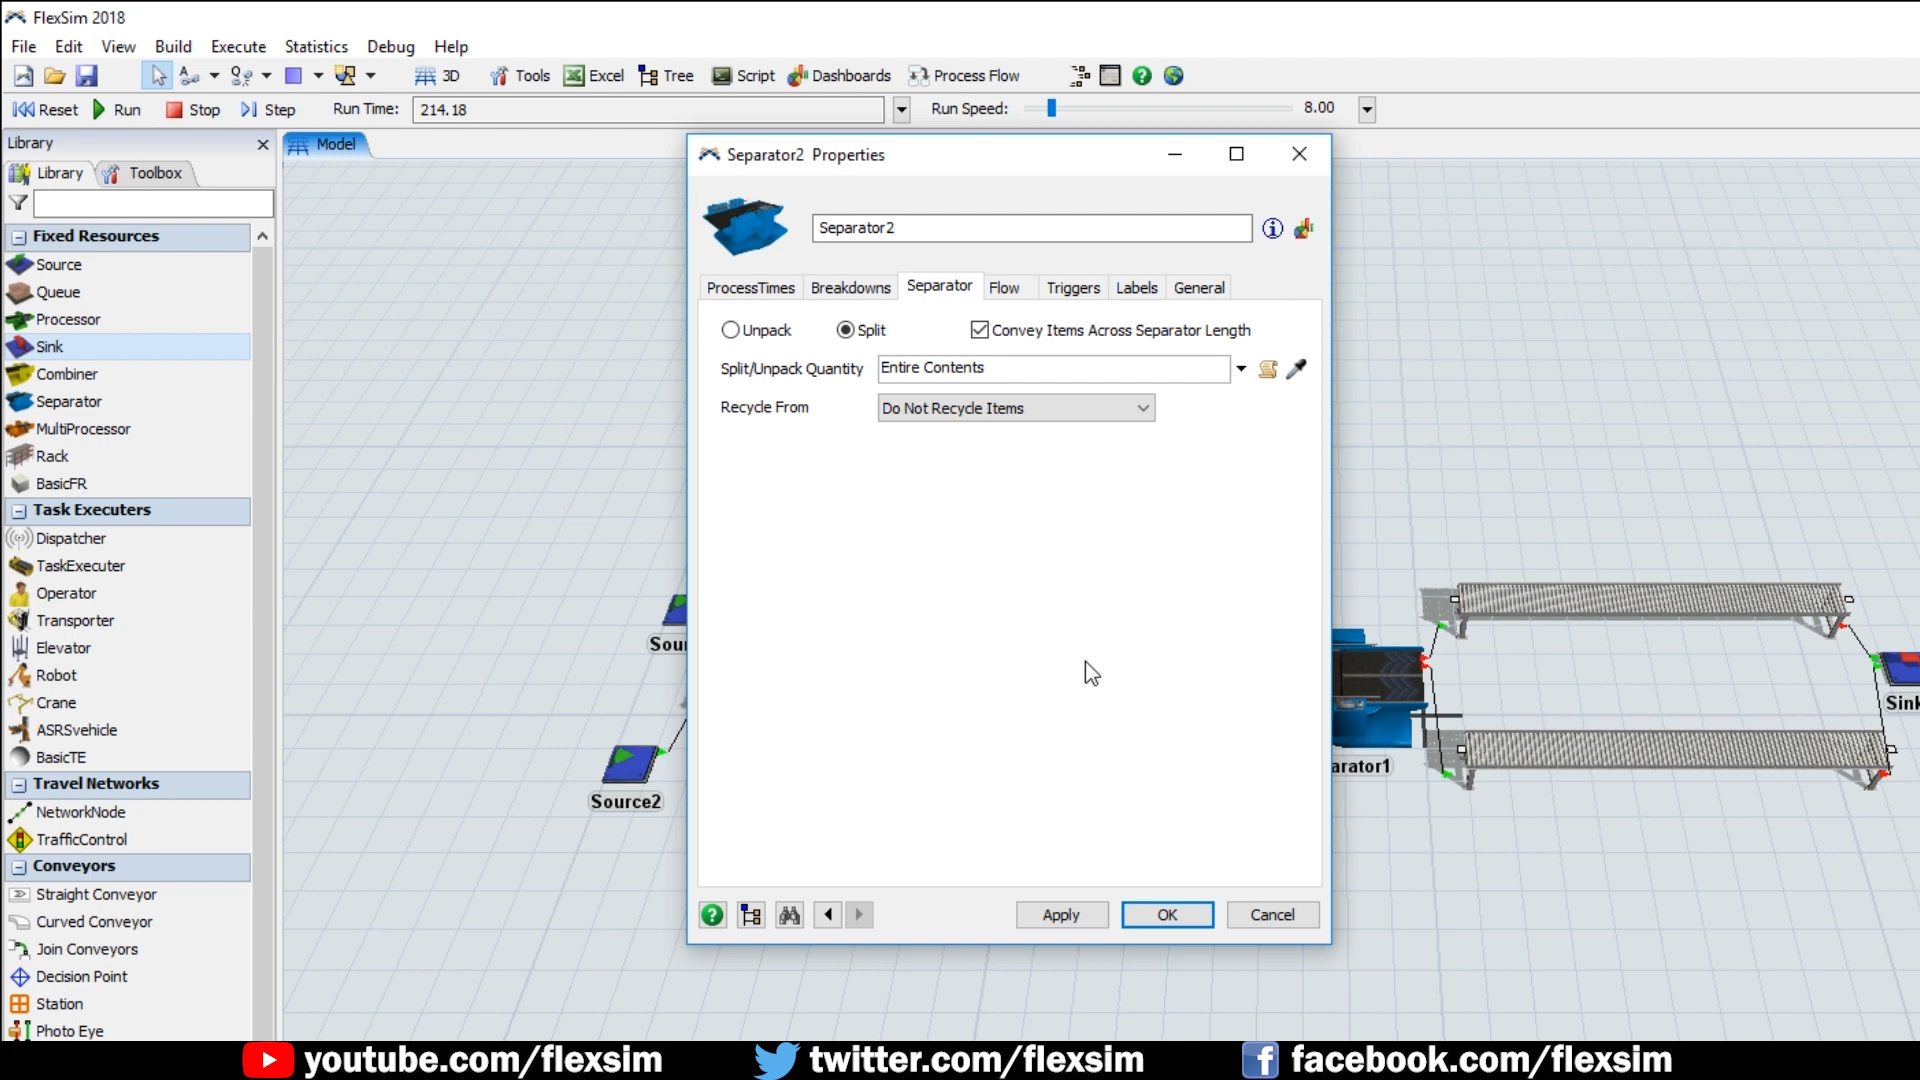 FlexSim 2018
File Edit View Build Execute Statistics Debug Help
3D Tools Excel Tree Script Dashboards Process Flow
Reset Run Stop Step Run Time: 214.18 Run Speed: 8.00
Library
Model
Library Toolbox
Fixed Resources
Source
Queue
Processor
Sink
Combiner
Separator
MultiProcessor
Rack
BasicFR
Task Executers
Dispatcher
TaskExecuter
Operator
Transporter
Elevator
Robot
Crane
ASRSvehicle
BasicTE
Travel Networks
NetworkNode
TrafficControl
Conveyors
Straight Conveyor
Curved Conveyor
Join Conveyors
Decision Point
Station
Photo Eye
Separator2 Properties
Separator2
ProcessTimes Breakdowns Separator Flow Triggers Labels General
Unpack Split Convey Items Across Separator Length
Split/Unpack Quantity Entire Contents
Recycle From Do Not Recycle Items
Apply OK Cancel
Sour
Source2
arator1
Sink
youtube.com/flexsim twitter.com/flexsim facebook.com/flexsim